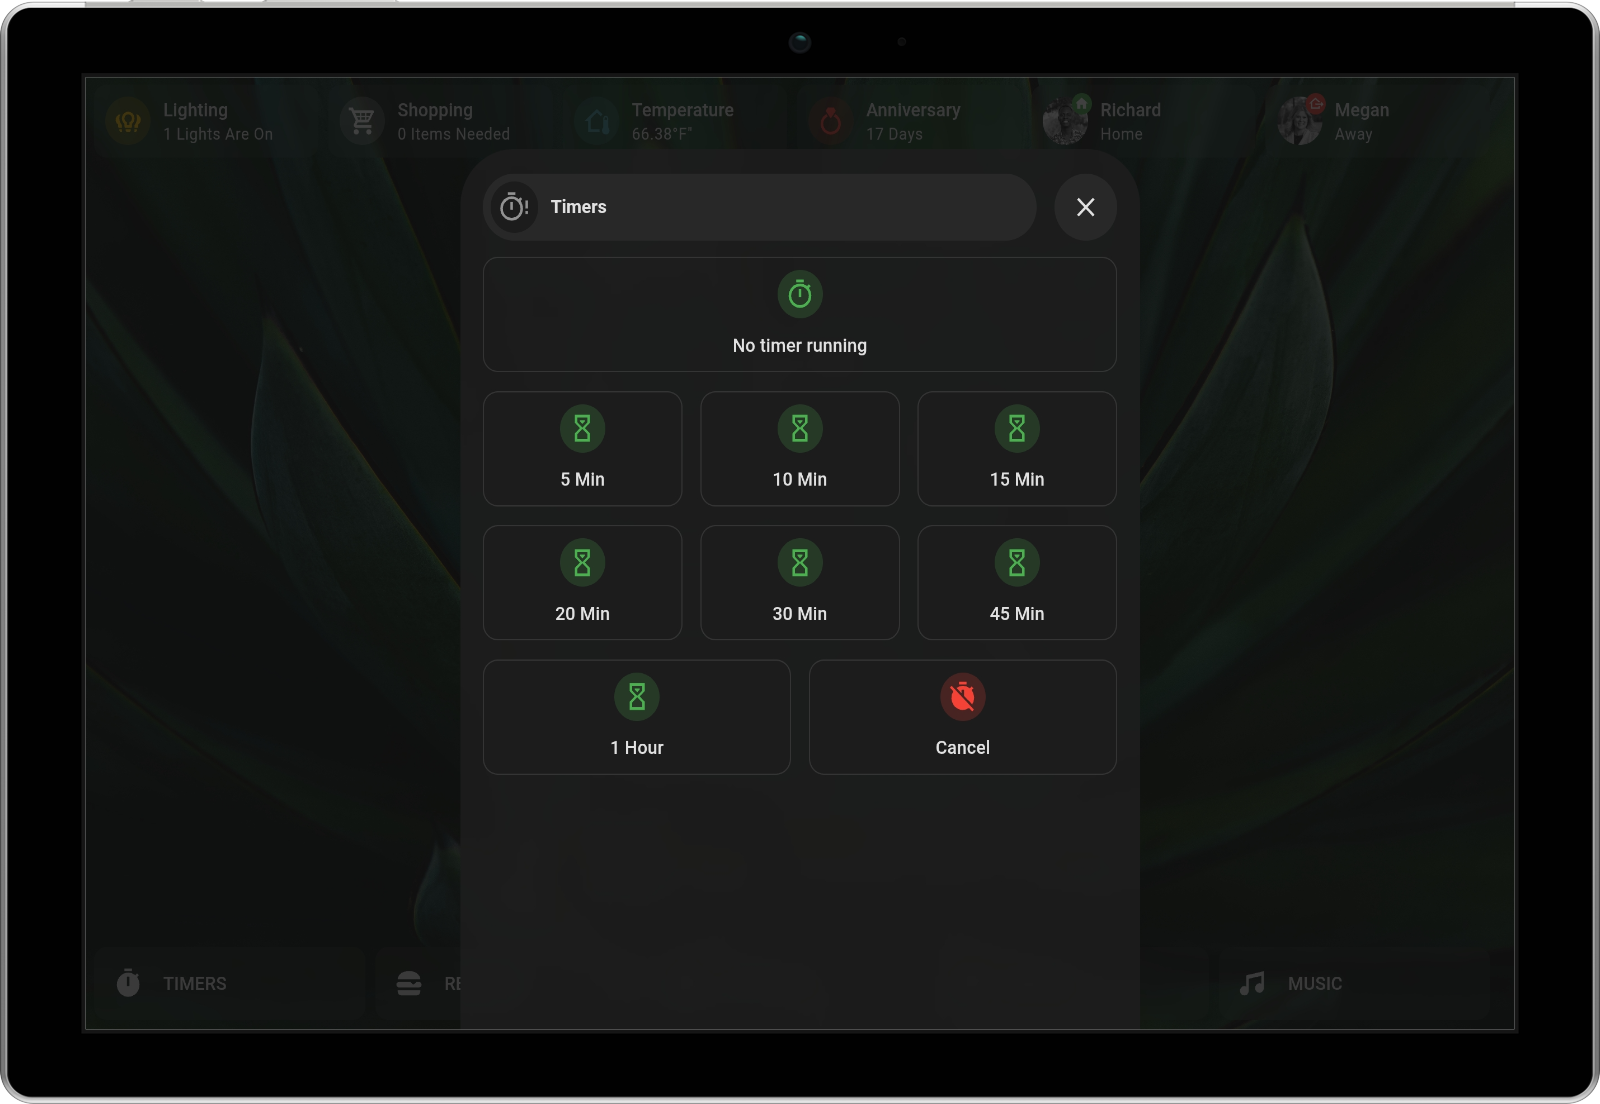 Lighting
1 Lights Are On
Shopping
0 Items Needed
Temperature
66.38°F°
Anniversary
17 Days
Richard
Home
Megan
Away
Timers
No timer running
5 Min
10 Min
15 Min
20 Min
30 Min
45 Min
1 Hour
Cancel
TIMERS
RE
MUSIC